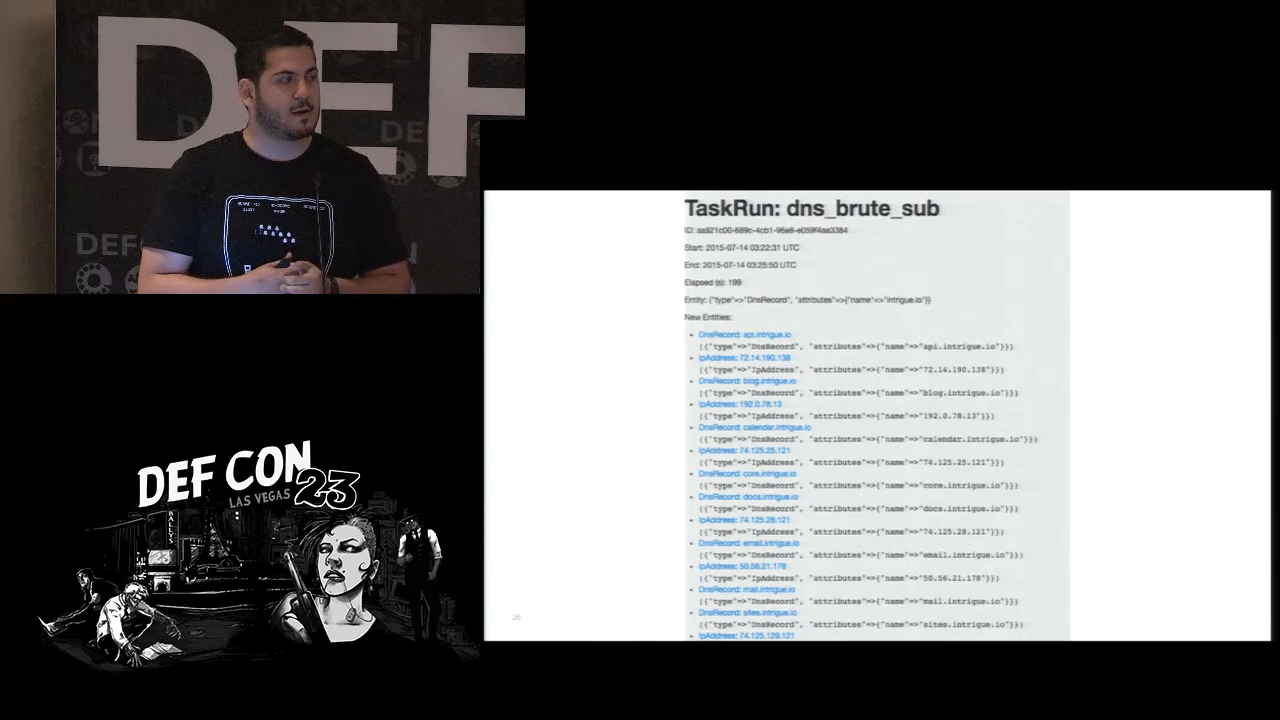 DEF
DEF
DEFCON
TaskRun: dns_brute_sub
ID: aa921c00-689c-4cb1-96e8-e059f4aa3384
Start: 2015-07-14 03:22:31 UTC
End: 2015-07-14 03:25:50 UTC
Elapsed (s): 199
Entity: {"type"=>"DnsRecord", "attributes"=>{"name"=>"intrigue.io"}}
New Entities:
• DnsRecord: api.intrigue.io
({"type"=>"DnsRecord", "attributes"=>{"name"=>"api.intrigue.io"}})
• IpAddress: 72.14.190.138
({"type"=>"IpAddress", "attributes"=>{"name"=>"72.14.190.138"}})
• DnsRecord: blog.intrigue.io
({"type"=>"DnsRecord", "attributes"=>{"name"=>"blog.intrigue.io"}})
• IpAddress: 192.0.78.13
({"type"=>"IpAddress", "attributes"=>{"name"=>"192.0.78.13"}})
• DnsRecord: calendar.intrigue.io
({"type"=>"DnsRecord", "attributes"=>{"name"=>"calendar.intrigue.io"}})
• IpAddress: 74.125.25.121
({"type"=>"IpAddress", "attributes"=>{"name"=>"74.125.25.121"}})
• DnsRecord: core.intrigue.io
({"type"=>"DnsRecord", "attributes"=>{"name"=>"core.intrigue.io"}})
• DnsRecord: docs.intrigue.io
({"type"=>"DnsRecord", "attributes"=>{"name"=>"docs.intrigue.io"}})
• IpAddress: 74.125.28.121
({"type"=>"IpAddress", "attributes"=>{"name"=>"74.125.28.121"}})
• DnsRecord: email.intrigue.io
({"type"=>"DnsRecord", "attributes"=>{"name"=>"email.intrigue.io"}})
• IpAddress: 50.56.21.178
({"type"=>"IpAddress", "attributes"=>{"name"=>"50.56.21.178"}})
• DnsRecord: mail.intrigue.io
({"type"=>"DnsRecord", "attributes"=>{"name"=>"mail.intrigue.io"}})
• DnsRecord: sites.intrigue.io
({"type"=>"DnsRecord", "attributes"=>{"name"=>"sites.intrigue.io"}})
• IpAddress: 74.125.129.121
26
DEF CON 23
LAS VEGAS
BALLYS